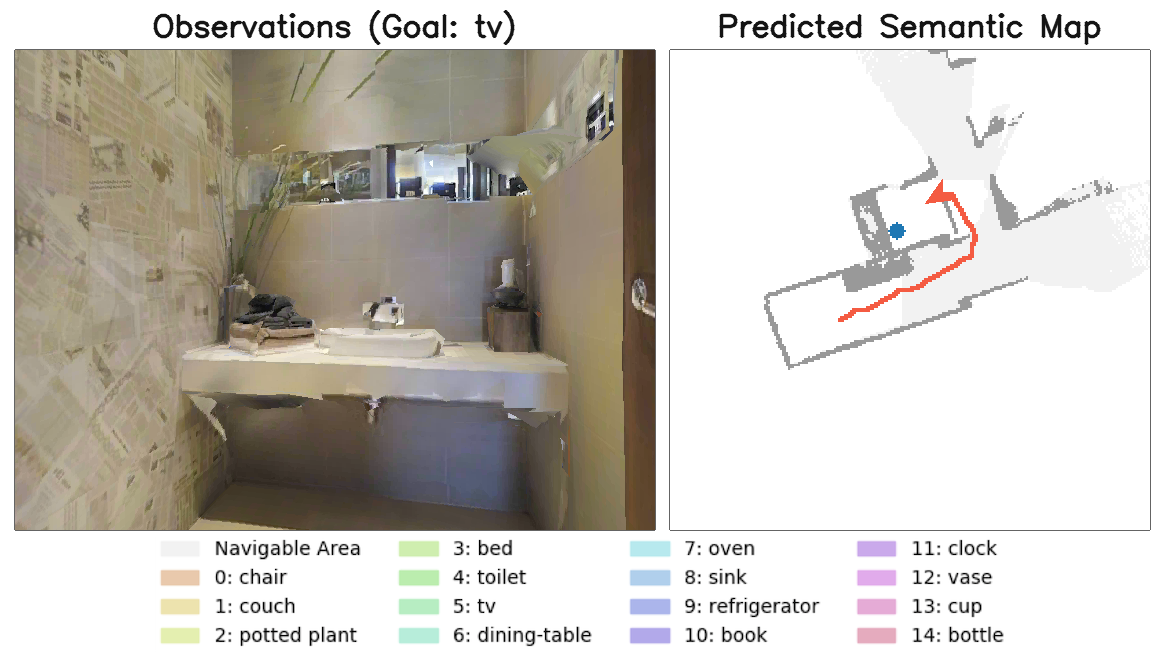 Observations (Goal: tv)
Predicted Semantic Map
Navigable Area
0: chair
1: couch
2: potted plant
3: bed
4: toilet
5: tv
6: dining-table
7: oven
8: sink
9: refrigerator
10: book
11: clock
12: vase
13: cup
14: bottle